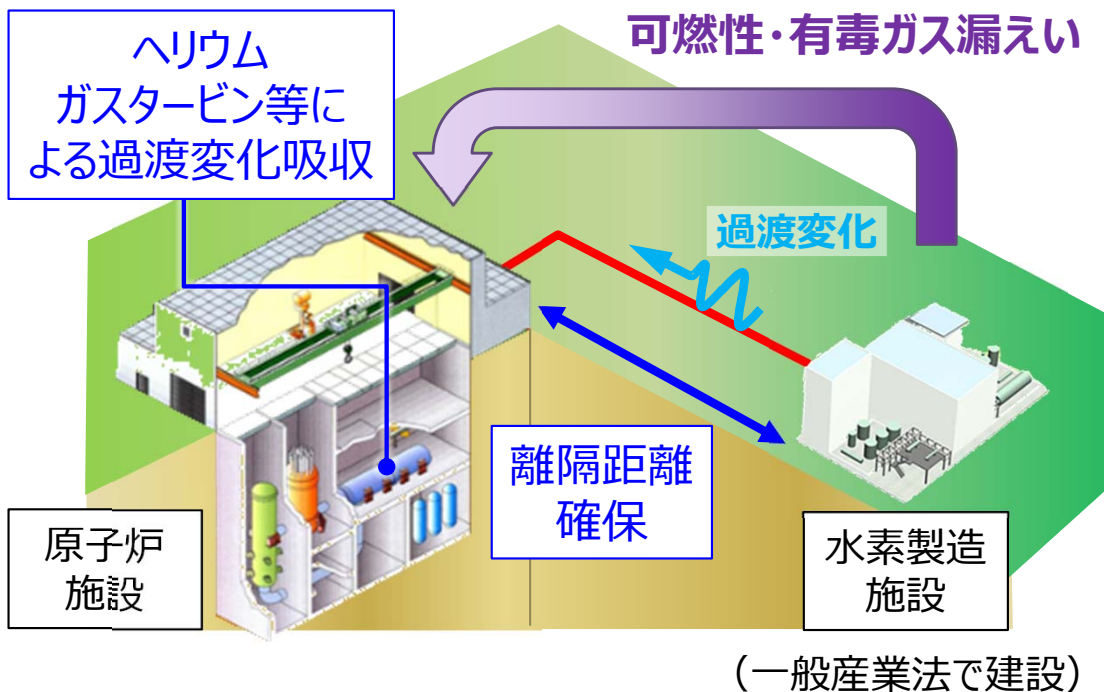 可燃性・有毒ガス漏えい
ヘリウム
ガスタービン等に
よる過渡変化吸収
過渡変化
離隔距離
確保
原子炉
施設
水素製造
施設
（一般産業法で建設）